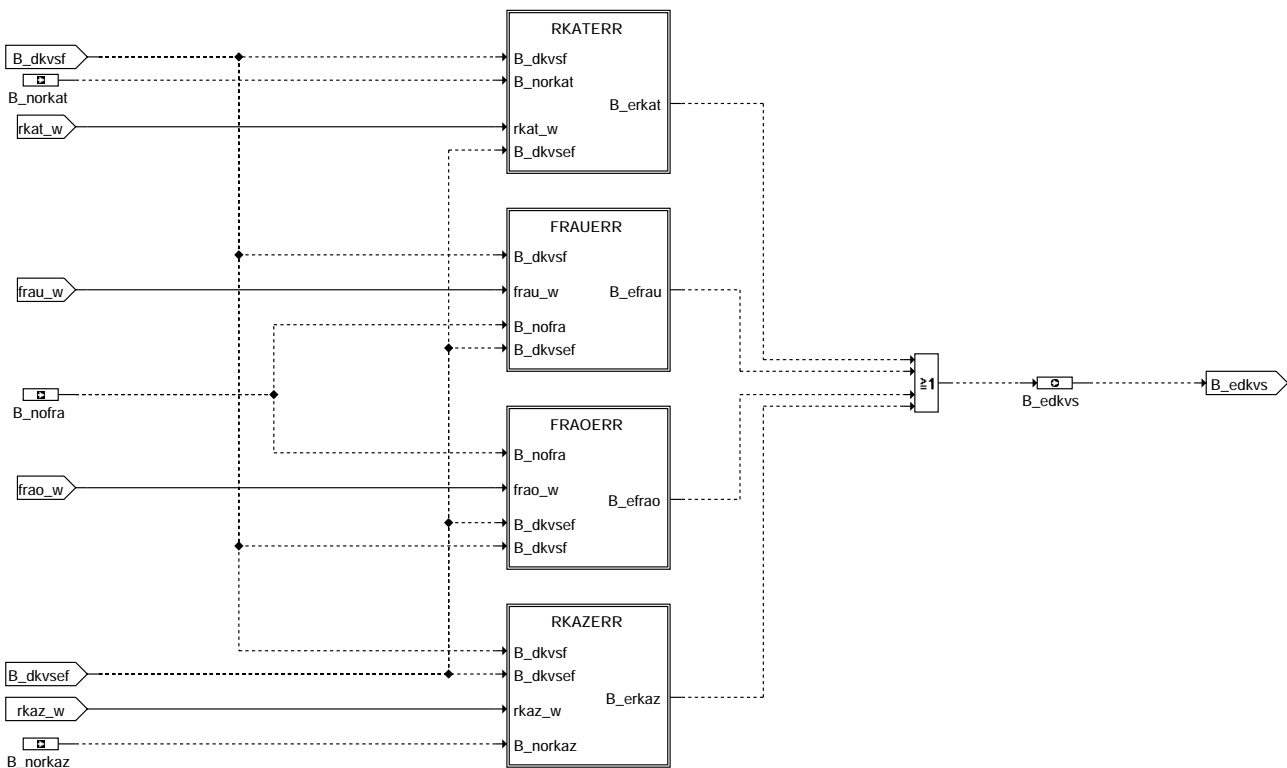 RKATERR
B_dkvsf
B_dkvsf
B_norkat
B_norkat
B_erkat
rkat_w
rkat_w
B_dkvsef
FRAUERR
B_dkvsf
frau_w
frau_w
B_efrau
B_nofra
B_dkvsef
≥1
B_edkvs
B_edkvs
B_nofra
FRAOERR
B_nofra
frao_w
frao_w
B_efrao
B_dkvsef
B_dkvsf
RKAZERR
B_dkvsf
B_dkvsef
B_dkvsef
B_erkaz
rkaz_w
rkaz_w
B_norkaz
B_norkaz